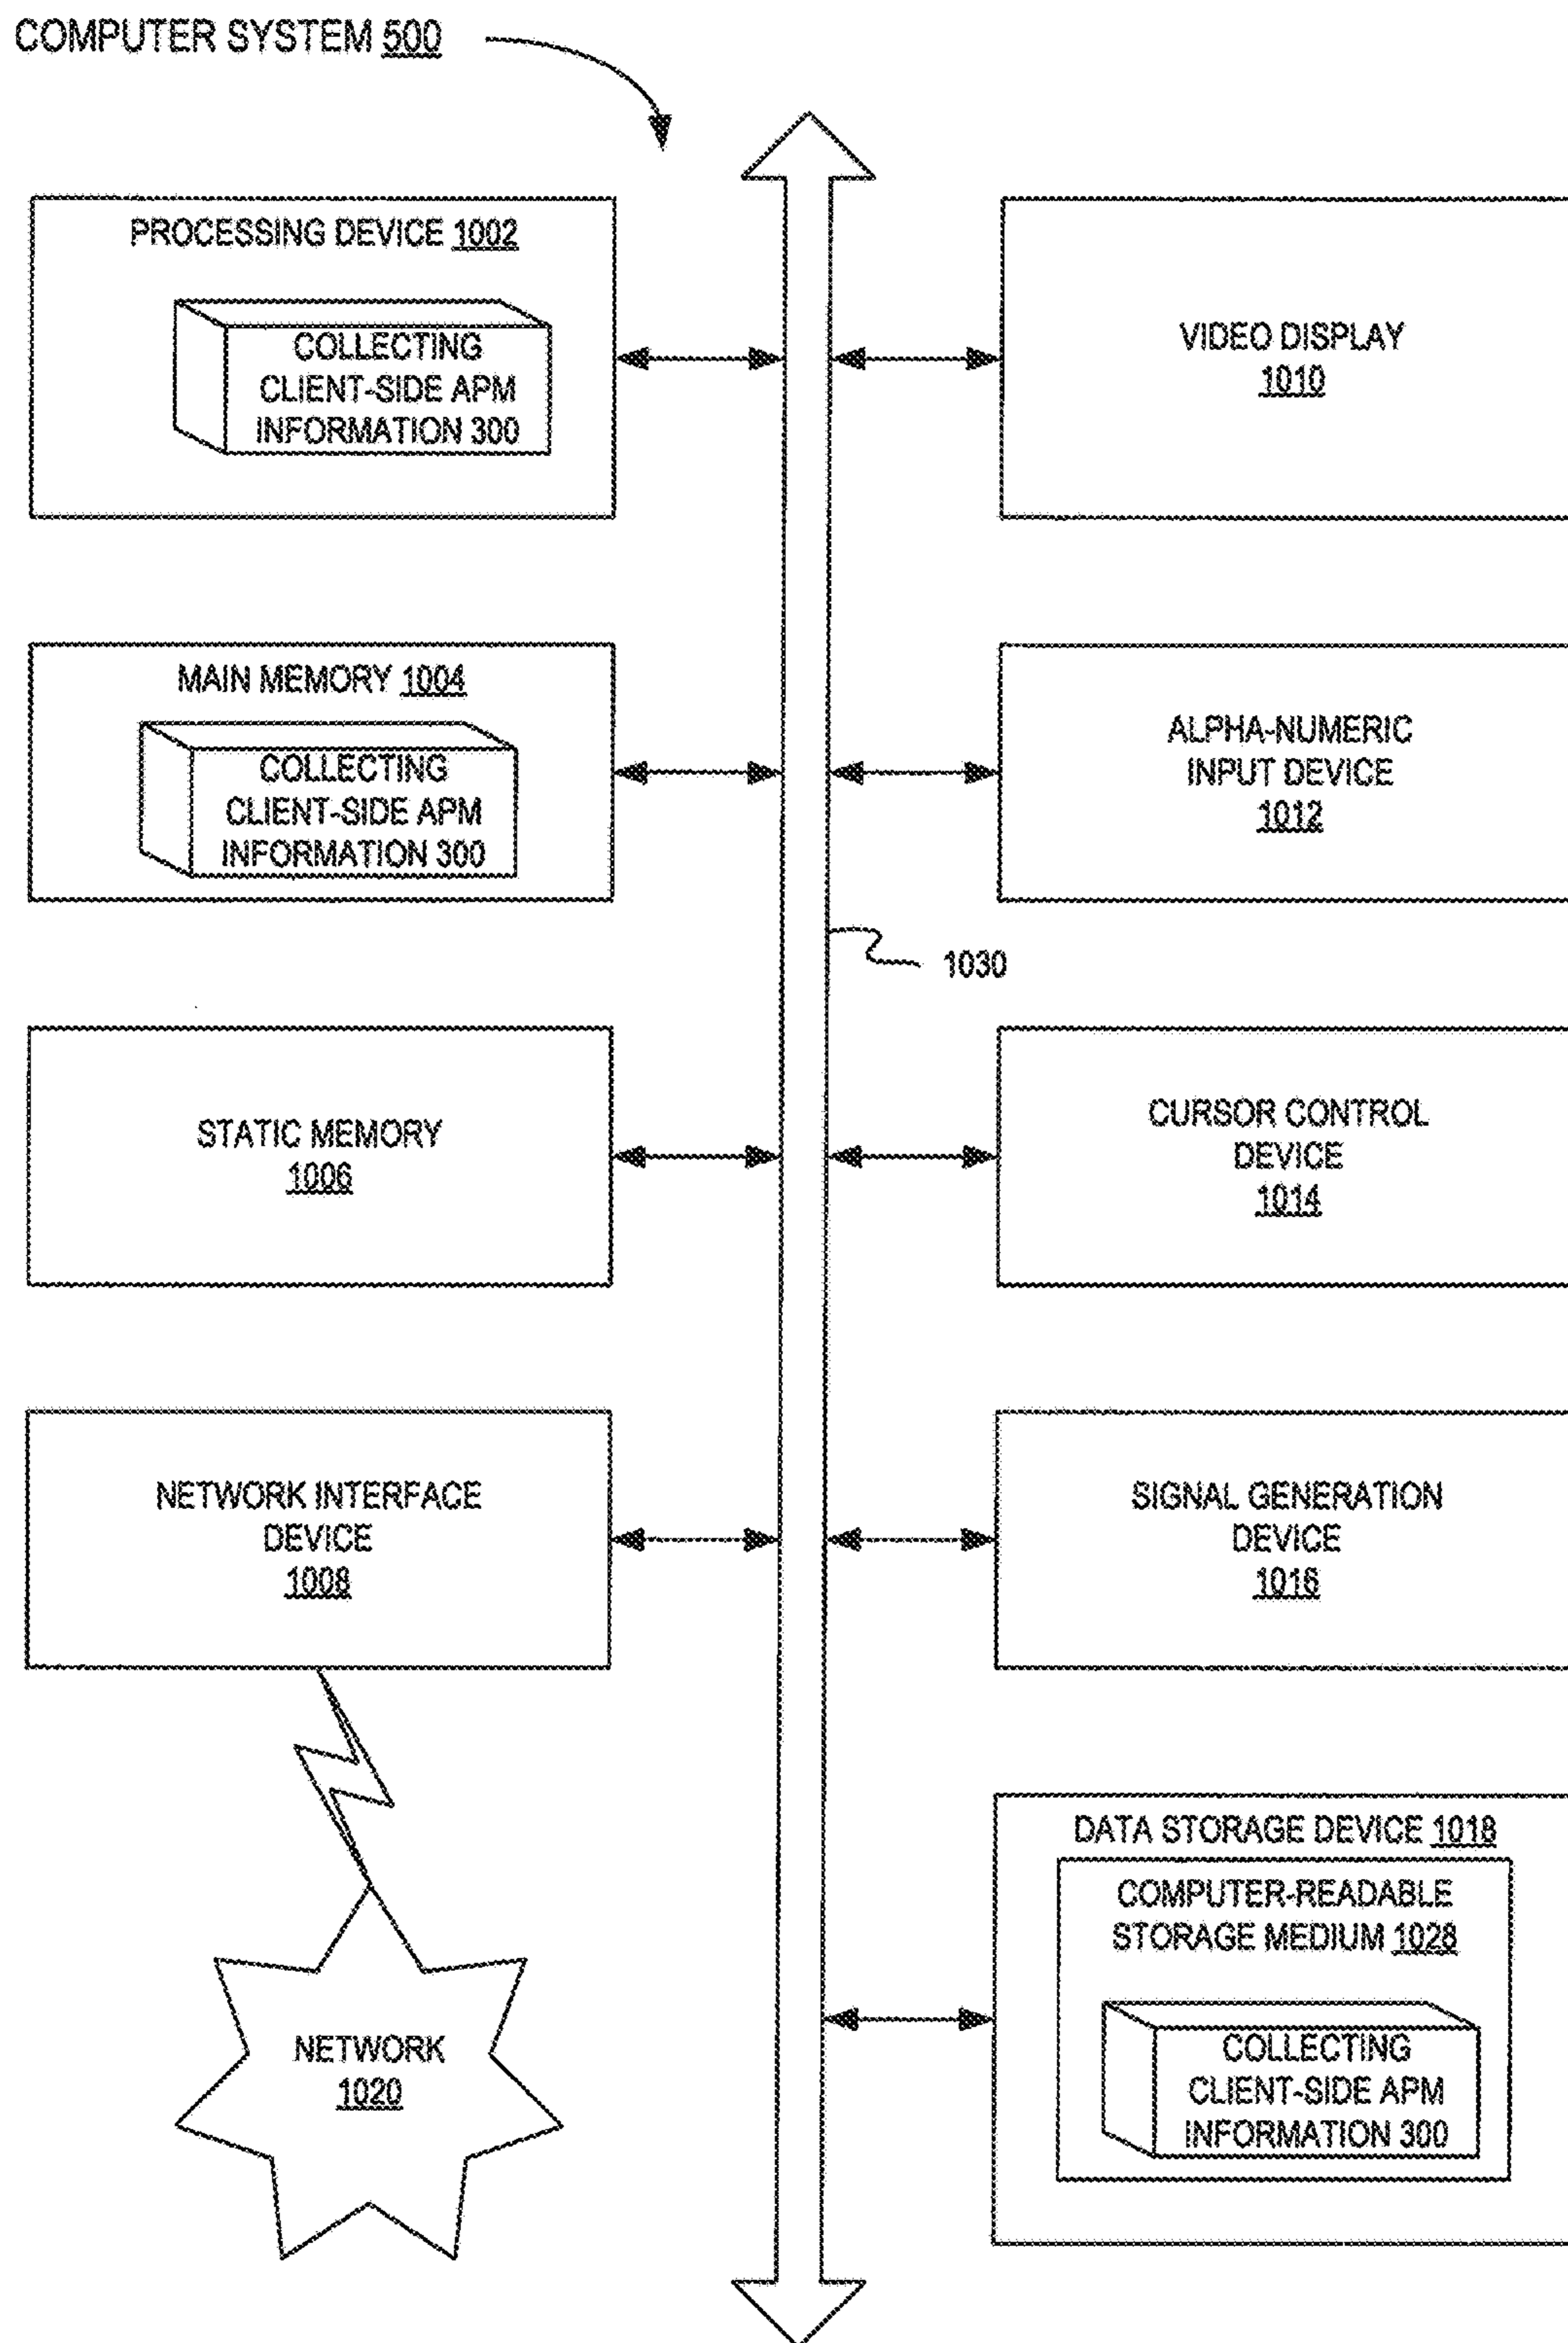 COMPUTER SYSTEM 500
PROCESSING DEVICE 1002
COLLECTING
CLIENT-SIDE APM
INFORMATION 300
VIDEO DISPLAY
1010
MAIN MEMORY 1004
COLLECTING
CLIENT-SIDE APM
INFORMATION 300
ALPHA-NUMERIC
INPUT DEVICE
1012
1030
STATIC MEMORY
1006
CURSOR CONTROL
DEVICE
1014
NETWORK INTERFACE
DEVICE
1008
SIGNAL GENERATION
DEVICE
1016
DATA STORAGE DEVICE 1018
COMPUTER-READABLE
STORAGE MEDIUM 1028
COLLECTING
CLIENT-SIDE APM
INFORMATION 300
NETWORK
1020